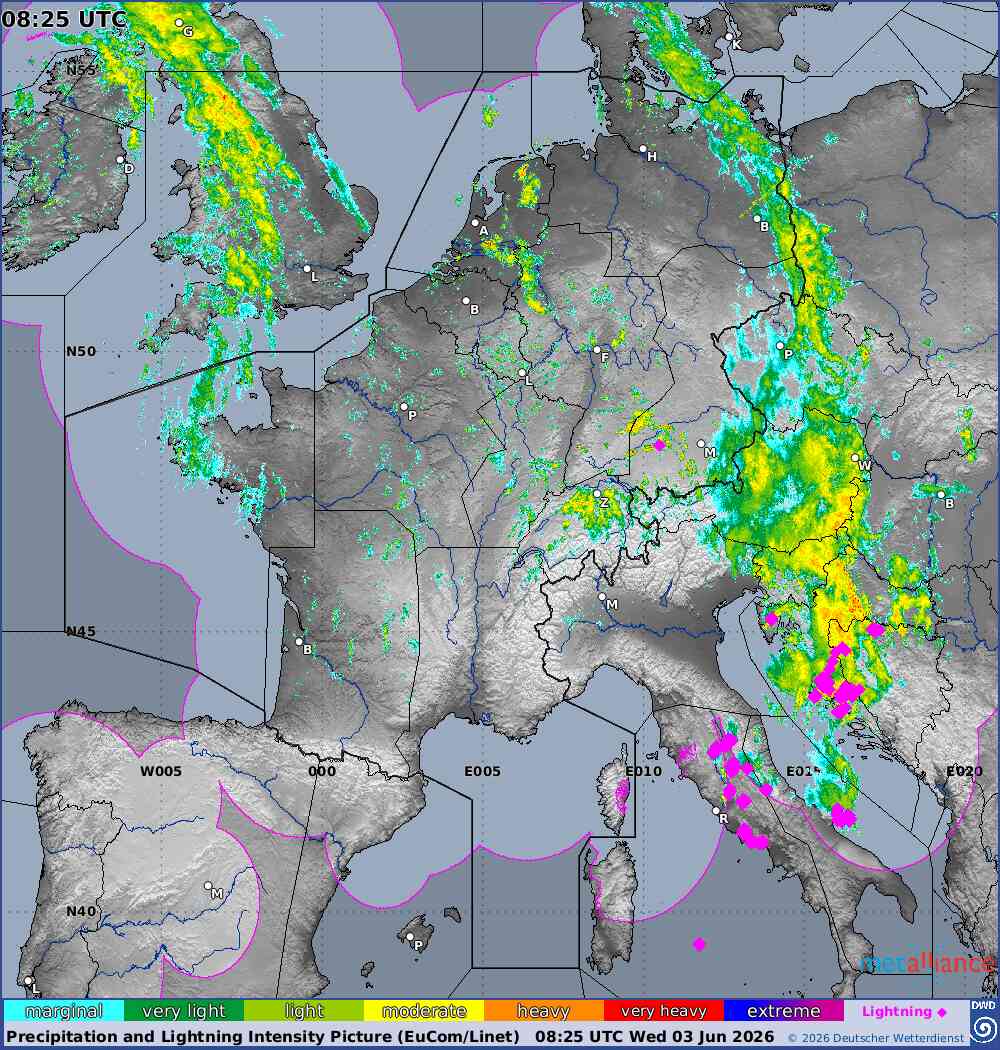 08:25 UTC
G
K
N55
D
H
A
B
L
B
N50
F
P
L
P
M
W
Z
B
M
N45
B
W005
000
E005
E010
E01
E020
R
M
N40
P
metalliance
L
marginal very light light moderate heavy very heavy extreme Lightning
DWD
Precipitation and Lightning Intensity Picture (EuCom/Linet) 08:25 UTC Wed 03 Jun 2026 © 2026 Deutscher Wetterdienst